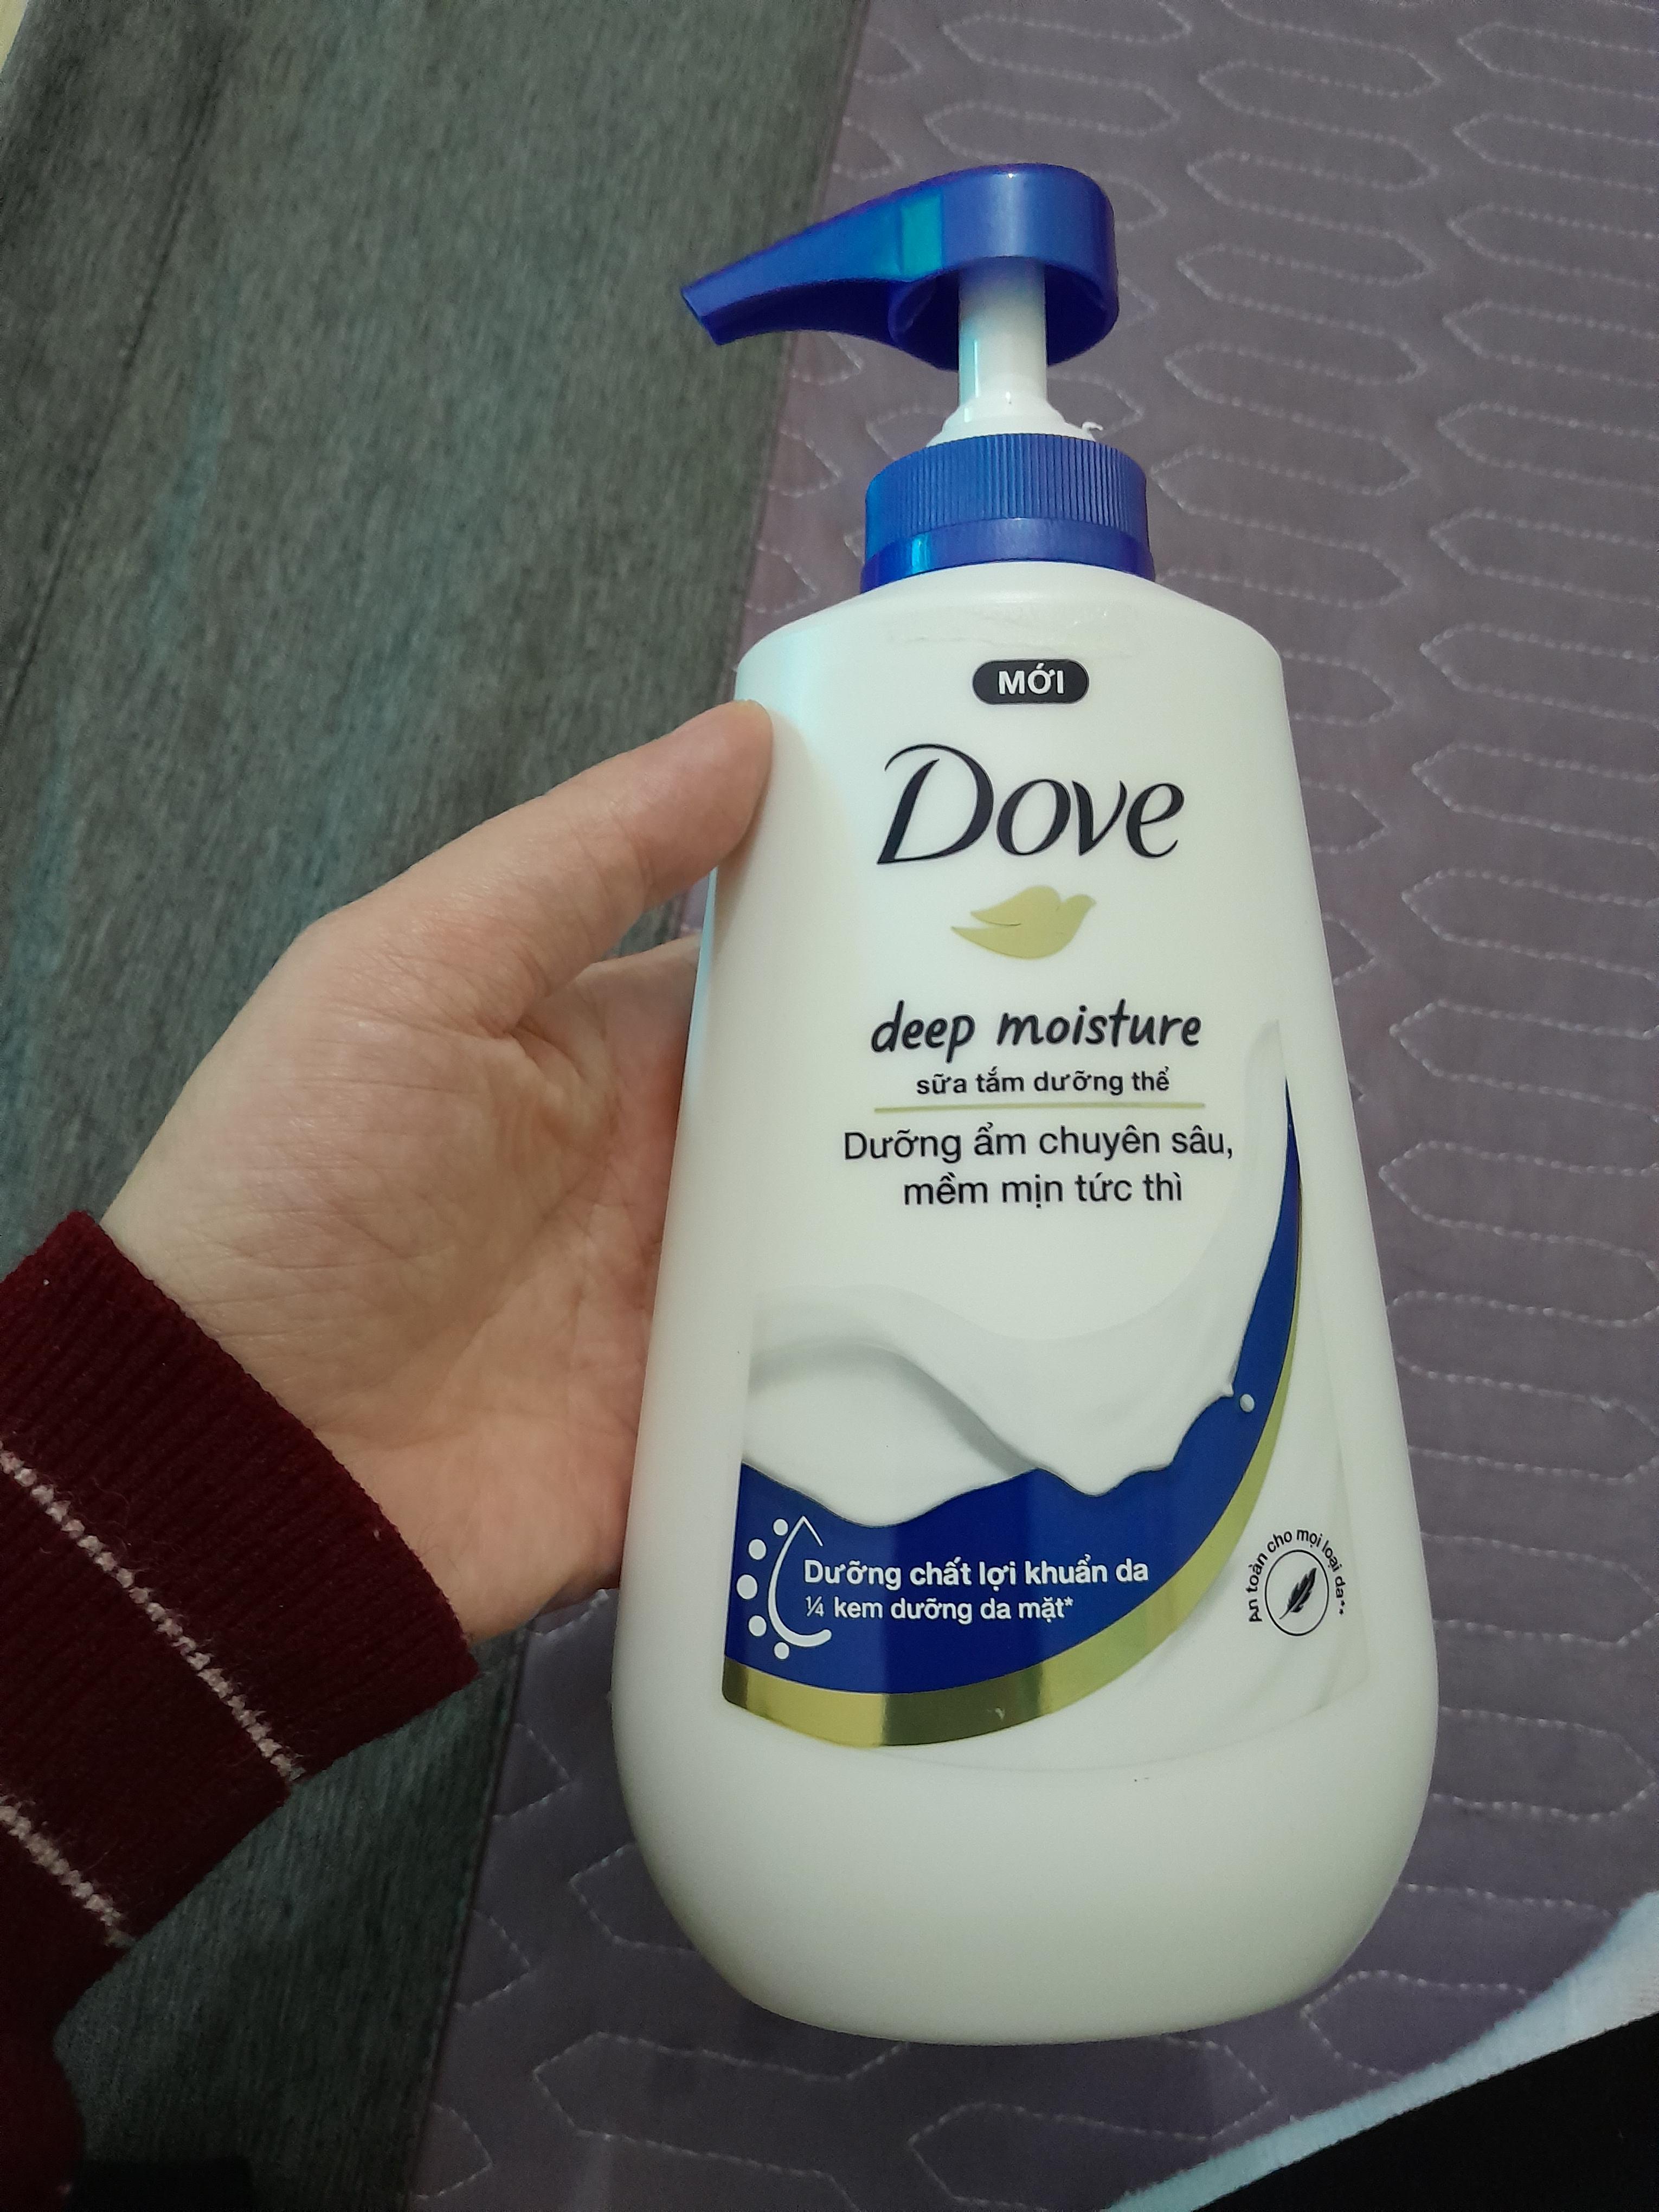 MỚI
Dove
deep moisture
sữa tắm dưỡng thể
Dưỡng ẩm chuyên sâu,
mềm mịn tức thì
Dưỡng chất lợi khuẩn da
¼ kem dưỡng da mặt*
An toàn cho mọi loại da**